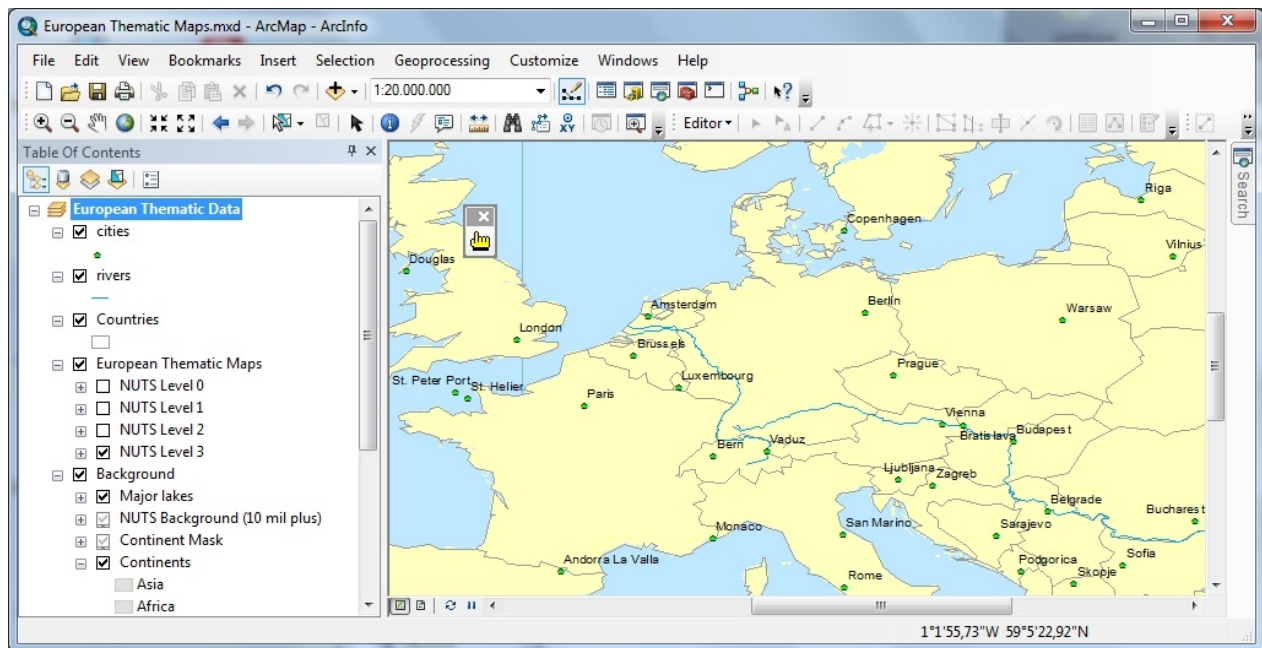 European Thematic Maps.mxd - ArcMap - ArcInfo
File Edit View Bookmarks Insert Selection Geoprocessing Customize Windows Help
1:20.000.000
Editor
Table Of Contents
European Thematic Data
cities
rivers
Countries
European Thematic Maps
NUTS Level 0
NUTS Level 1
NUTS Level 2
NUTS Level 3
Background
Major lakes
NUTS Background (10 mil plus)
Continent Mask
Continents
Asia
Africa
Search
Riga
Copenhagen
Vilnius
Douglas
Amsterdam
Berlin
Warsaw
London
Brussels
Prague
St. Peter Port
St. Helier
Luxembourg
Paris
Vienna
Bratislava
Budapest
Bern
Vaduz
Ljubljana
Zagreb
Belgrade
Bucharest
Monaco
San Marino
Sarajevo
Andorra La Valla
Podgorica
Sofia
Rome
Skopje
1°1'55,73"W 59°5'22,92"N